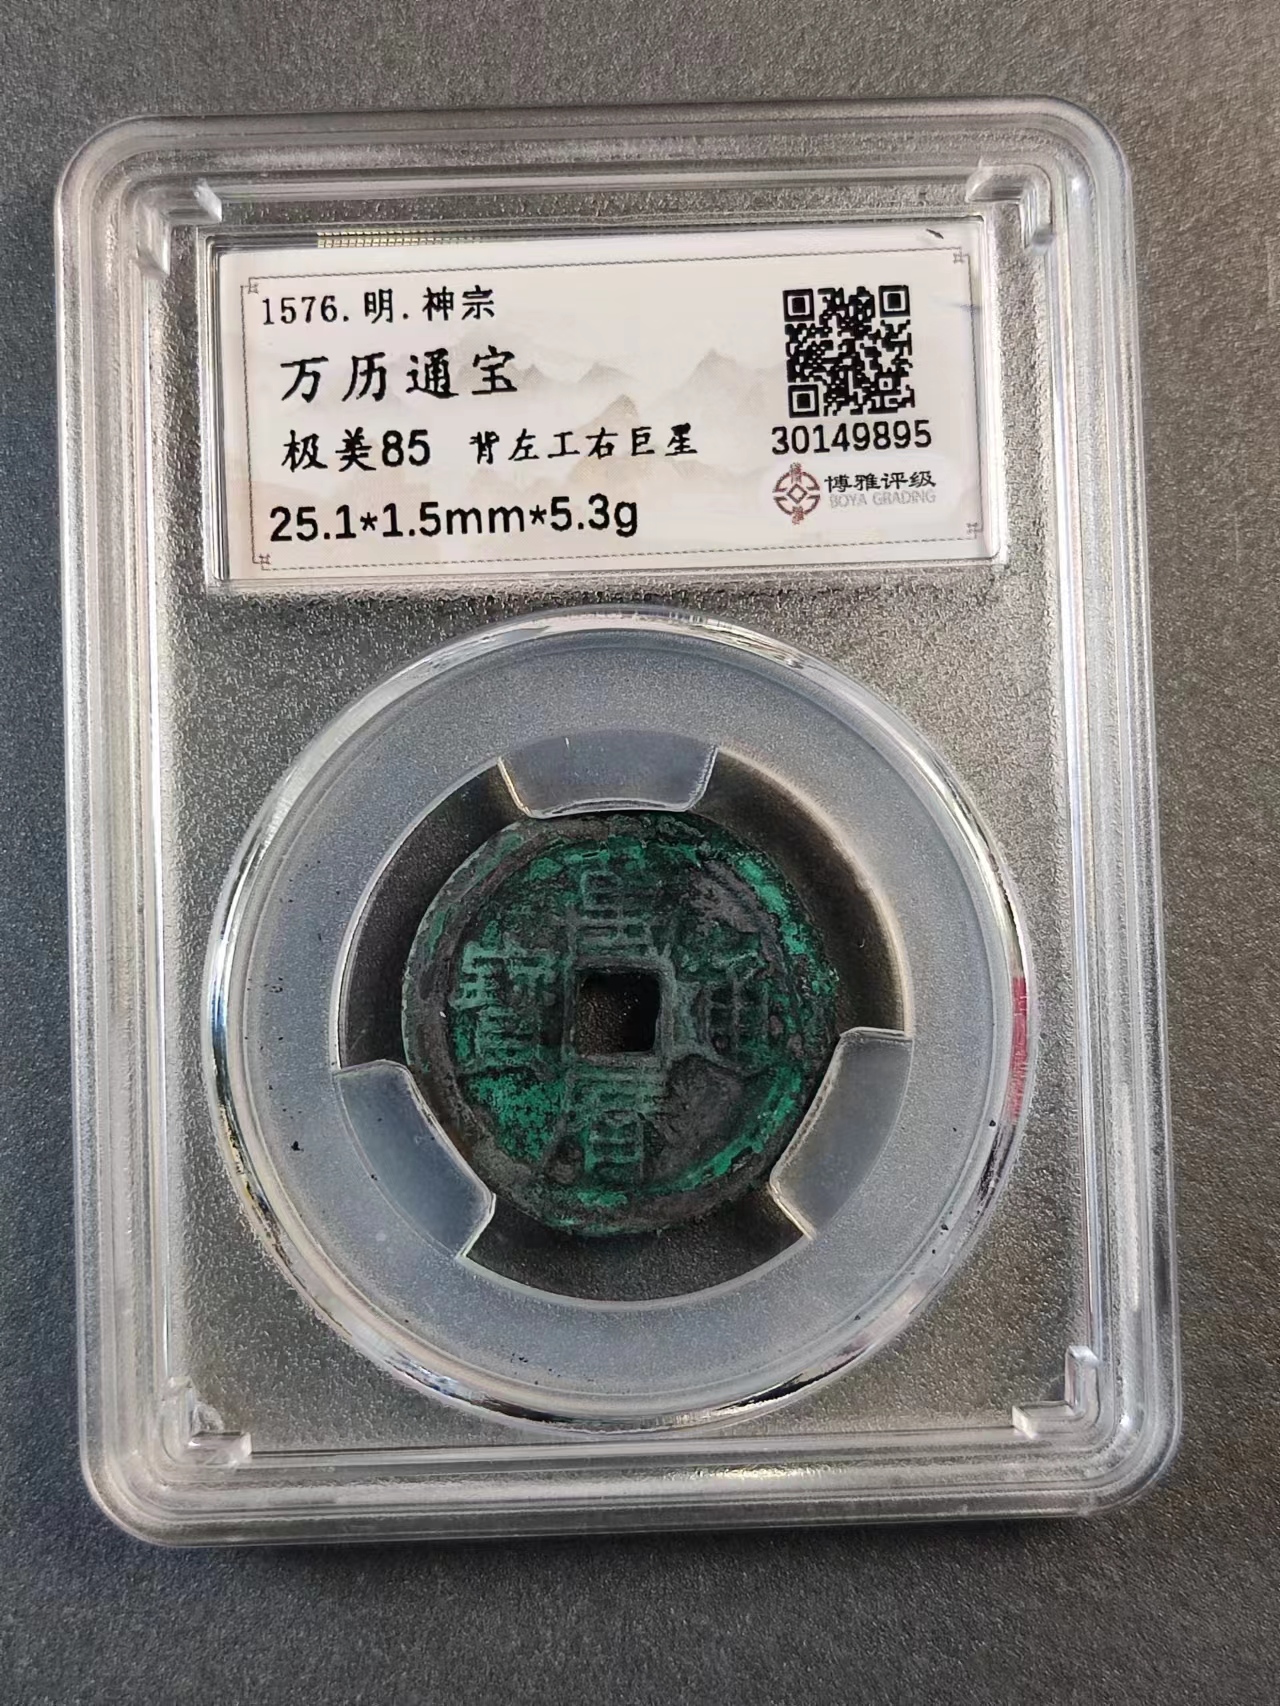 1576.明.神宗
万历通宝
极美85 背左工右巨星
25.1*1.5mm*5.3g
30149895
博雅评级
BOYA GRADING
萬曆通寶